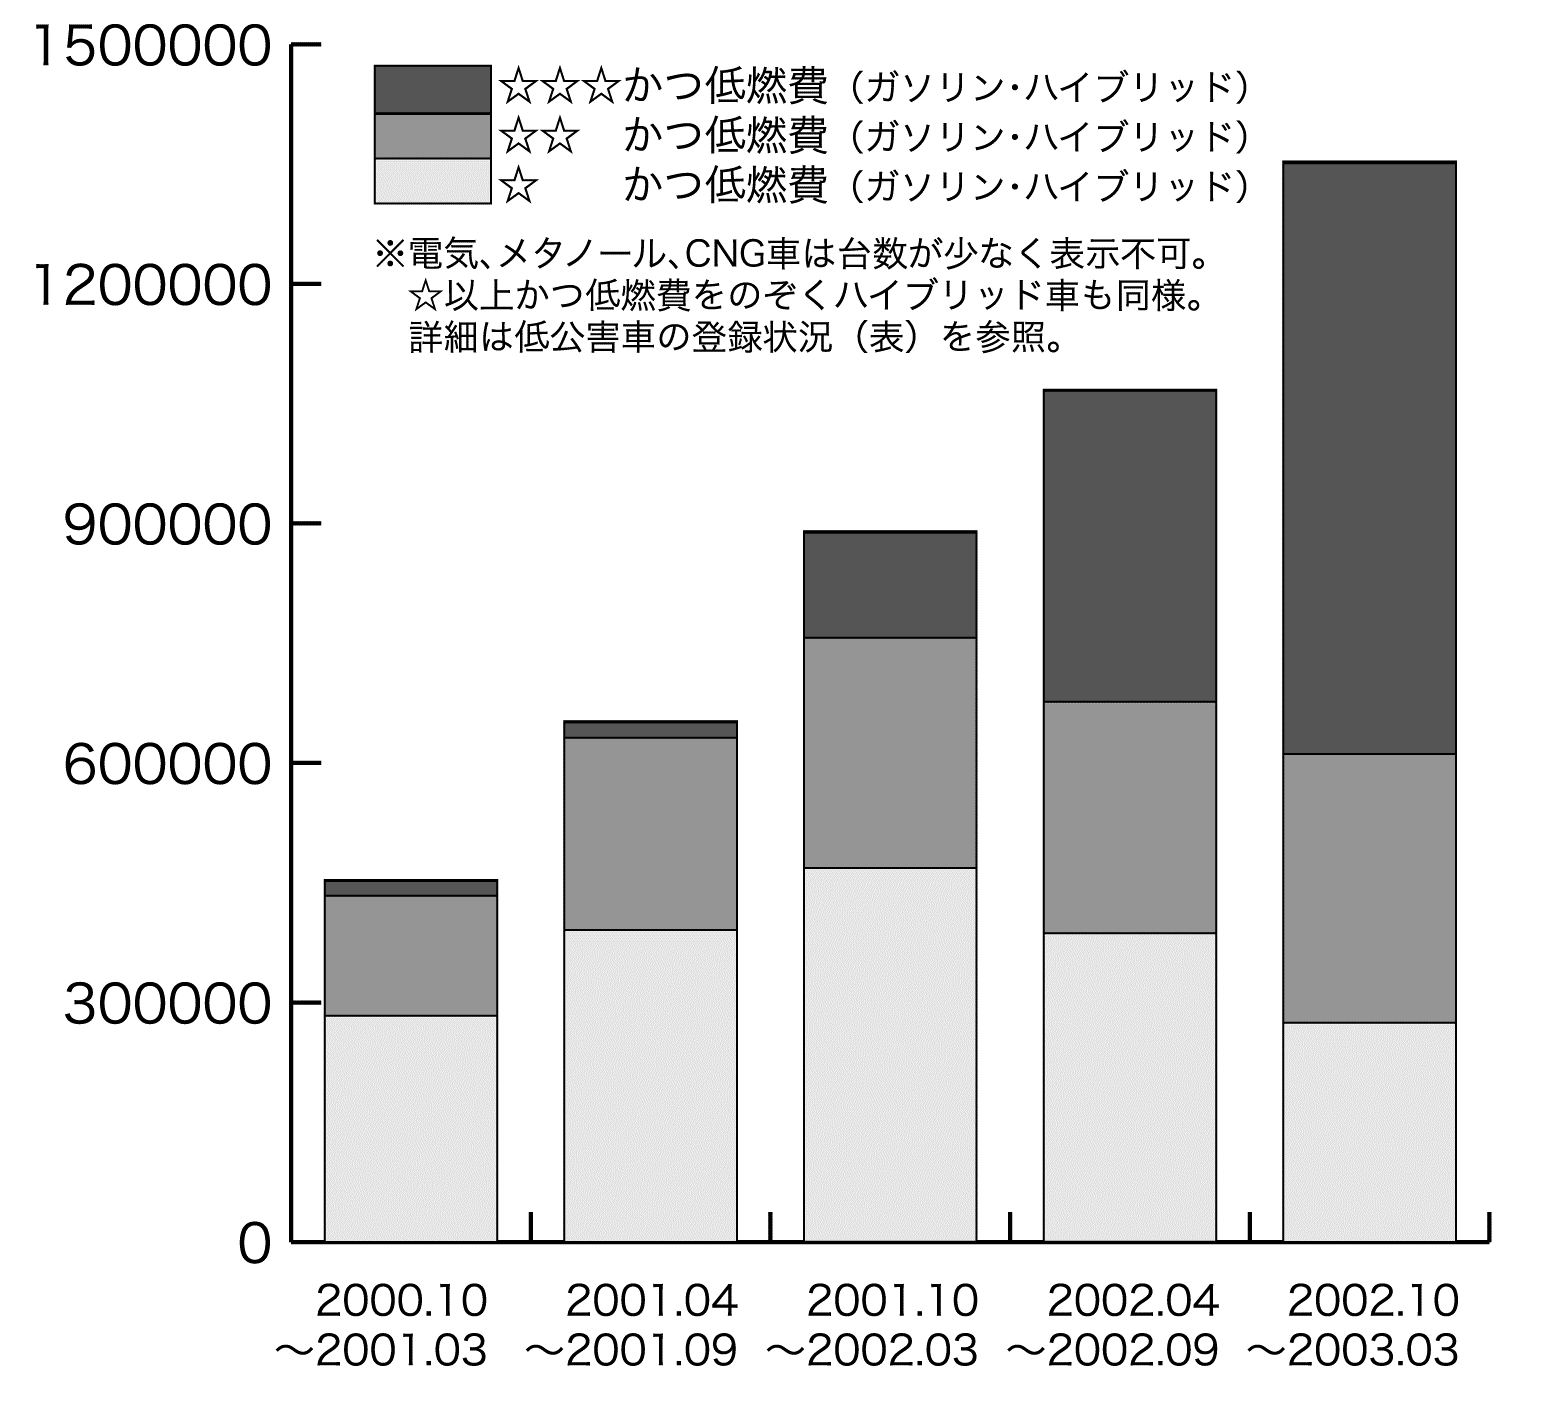 1500000
1200000
900000
600000
300000
0
☆☆☆かつ低燃費（ガソリン・ハイブリッド）
☆☆　かつ低燃費（ガソリン・ハイブリッド）
☆　　かつ低燃費（ガソリン・ハイブリッド）
※電気、メタノール、CNG車は台数が少なく表示不可。
☆以上かつ低燃費をのぞくハイブリッド車も同様。
詳細は低公害車の登録状況（表）を参照。
2000.10
～2001.03
2001.04
～2001.09
2001.10
～2002.03
2002.04
～2002.09
2002.10
～2003.03